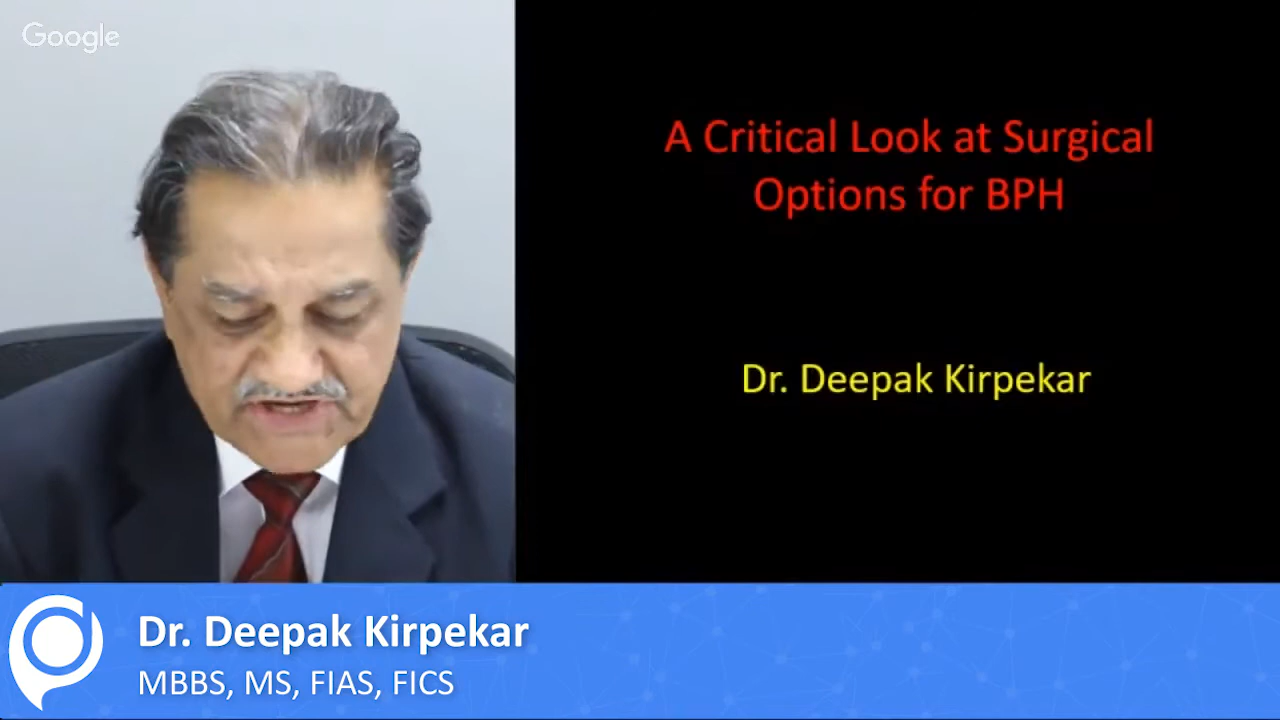 Google
A Critical Look at Surgical
Options for BPH
Dr. Deepak Kirpekar
Dr. Deepak Kirpekar
MBBS, MS, FIAS, FICS